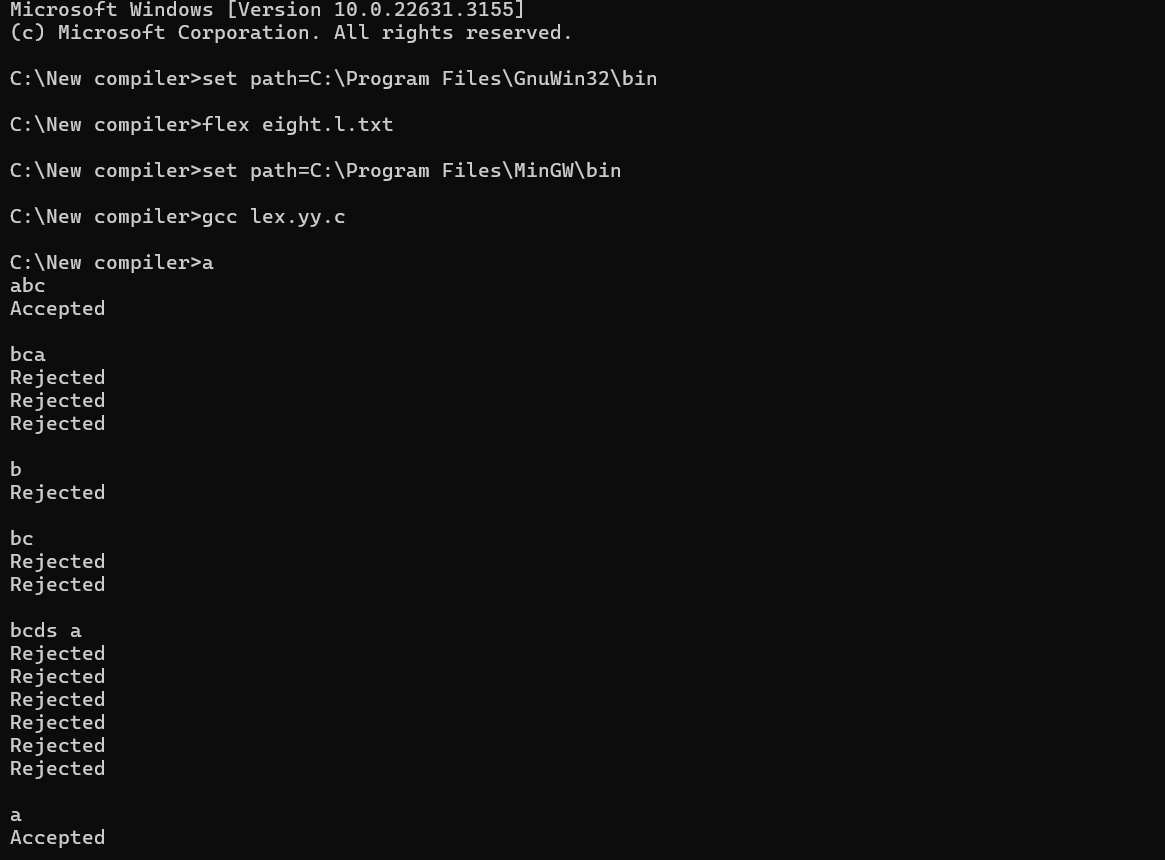 Microsoft Windows [Version 10.0.22631.3155]
(c) Microsoft Corporation. All rights reserved.
C:\New compiler>set path=C:\Program Files\GnuWin32\bin
C:\New compiler>flex eight.l.txt
C:\New compiler>set path=C:\Program Files\MinGW\bin
C:\New compiler>gcc lex.yy.c
C:\New compiler>a
abc
Accepted
bca
Rejected
Rejected
Rejected
b
Rejected
bc
Rejected
Rejected
bcds a
Rejected
Rejected
Rejected
Rejected
Rejected
Rejected
a
Accepted